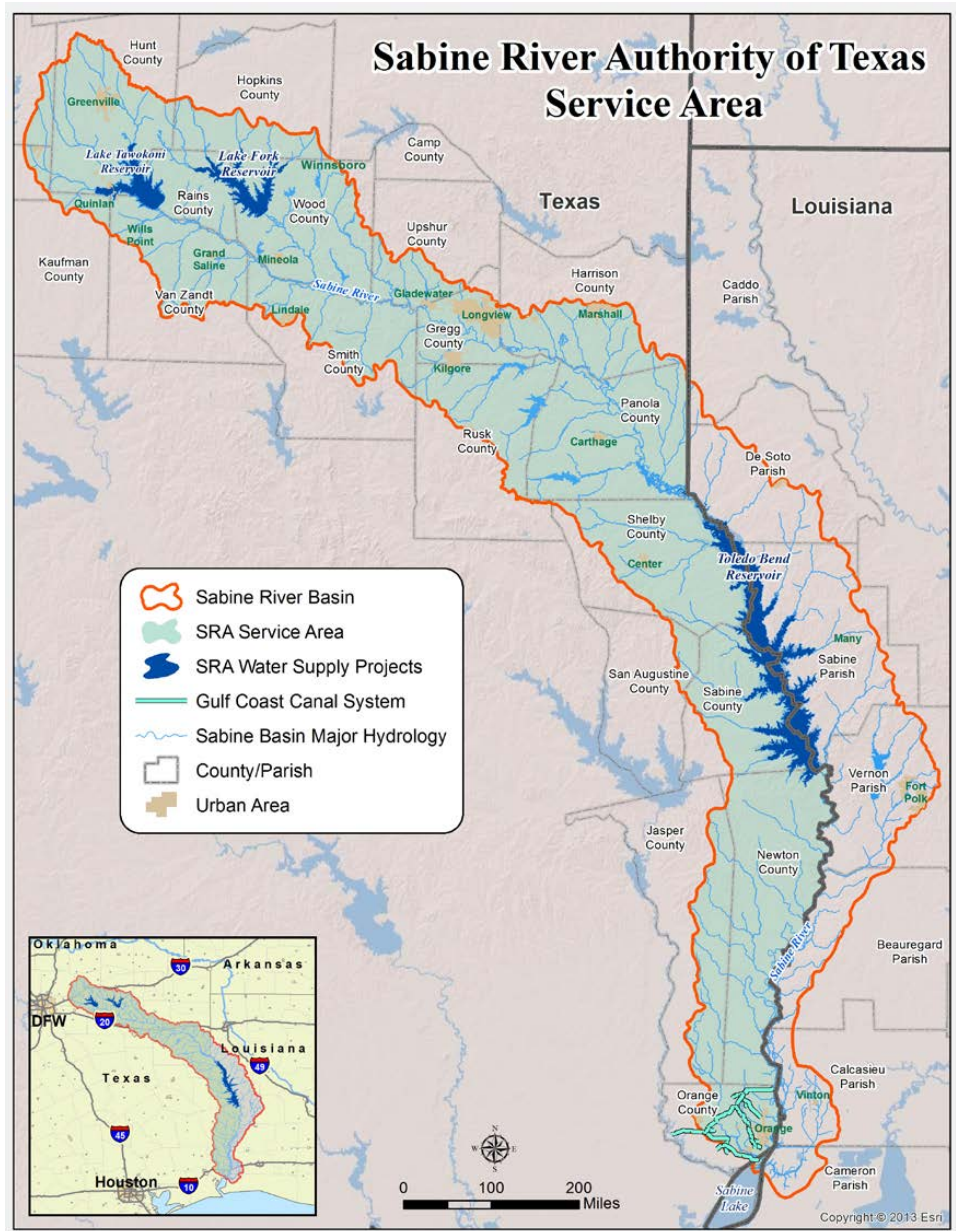 Sabine River Authority of Texas
Service Area
Hunt
County
Hopkins
County
Greenville
Camp
County
Lake Tawokoni
Reservoir
Lake Fork
Reservoir
Winnsboro
Texas
Louisiana
Rains
County
Wood
County
Quinlan
Wills
Point
Upshur
County
Kaufman
County
Grand
Saline
Mineola
Harrison
County
Caddo
Parish
Van Zandt
County
Sabine River
Gladewater
Lindale
Longview
Marshall
Gregg
County
Smith
County
Kilgore
Panola
County
Rusk
County
Carthage
De Soto
Parish
Shelby
County
Center
Toledo Bend
Reservoir
Many
Sabine
Parish
San Augustine
County
Sabine
County
Vernon
Parish
Fort
Polk
Jasper
County
Newton
County
Sabine River
Beauregard
Parish
Calcasieu
Parish
Orange
County
Vinton
Orange
Cameron
Parish
Sabine
Lake
Sabine River Basin
SRA Service Area
SRA Water Supply Projects
Gulf Coast Canal System
Sabine Basin Major Hydrology
County/Parish
Urban Area
Oklahoma
Arkansas
30
DFW
20
Louisiana
49
Texas
45
Houston
10
N
W E
S
0 100 200
Miles
Copyright © 2013 Esri